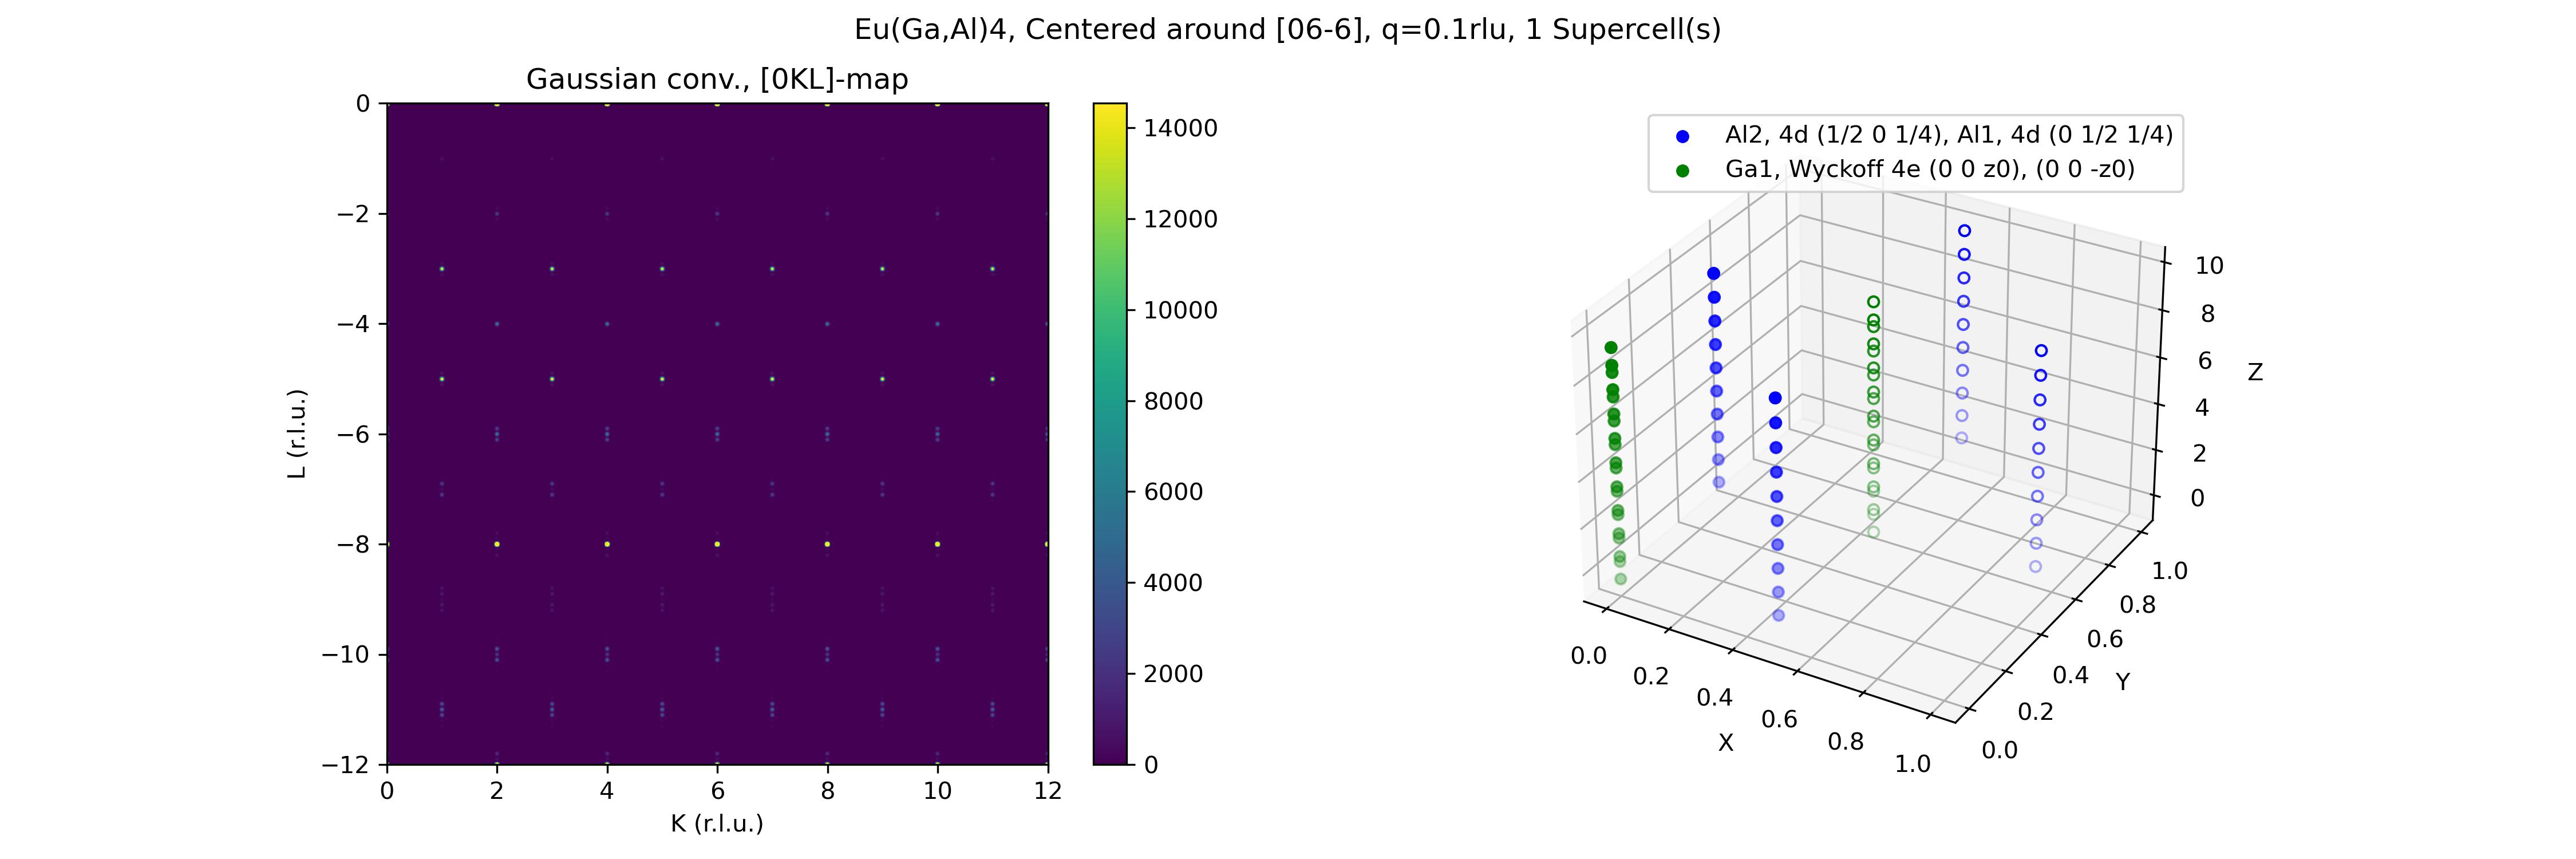 Eu(Ga,Al)4, Centered around [06-6], q=0.1rlu, 1 Supercell(s)
Gaussian conv., [0KL]-map
0
−2
−4
−6
−8
−10
−12
L (r.l.u.)
0 2 4 6 8 10 12
K (r.l.u.)
14000
12000
10000
8000
6000
4000
2000
0
Al2, 4d (1/2 0 1/4), Al1, 4d (0 1/2 1/4)
Ga1, Wyckoff 4e (0 0 z0), (0 0 -z0)
10
8
6
4
2
0
Z
0.0 0.2 0.4 0.6 0.8 1.0
X
0.0 0.2 0.4 0.6 0.8 1.0
Y